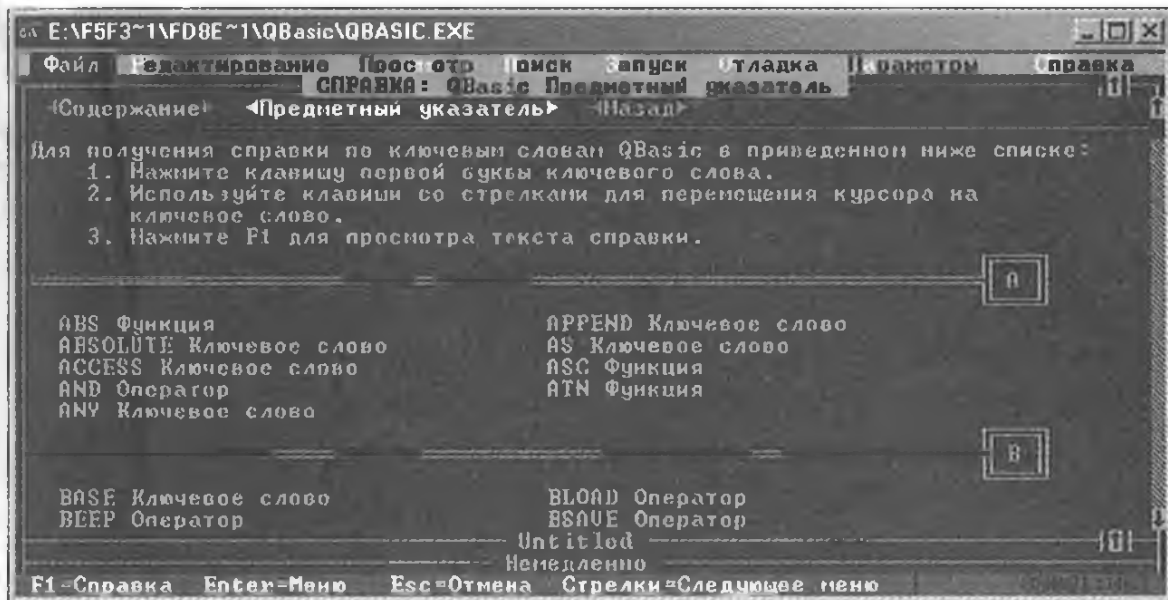 E:\F5F3~1\FD8E~1\QBasic\QBASIC.EXE
Файл Редактирование Просмотр Поиск Запуск Отладка Параметры Справка
СПРАВКА: QBasic Предметный указатель
◄Содержание► ◄Предметный указатель► ◄Назад►
Для получения справки по ключевым словам QBasic в приведенном ниже списке:
1. Нажмите клавишу первой буквы ключевого слова.
2. Используйте клавиши со стрелками для перемещения курсора на
ключевое слово.
3. Нажмите F1 для просмотра текста справки.
A
ABS Функция APPEND Ключевое слово
ABSOLUTE Ключевое слово AS Ключевое слово
ACCESS Ключевое слово ASC Функция
AND Оператор ATN Функция
ANY Ключевое слово
B
BASE Ключевое слово BLOAD Оператор
BEEP Оператор BSAVE Оператор
Untitled
Немедленно
F1-Справка Enter-Меню Esc=Отмена Стрелки=Следующее меню